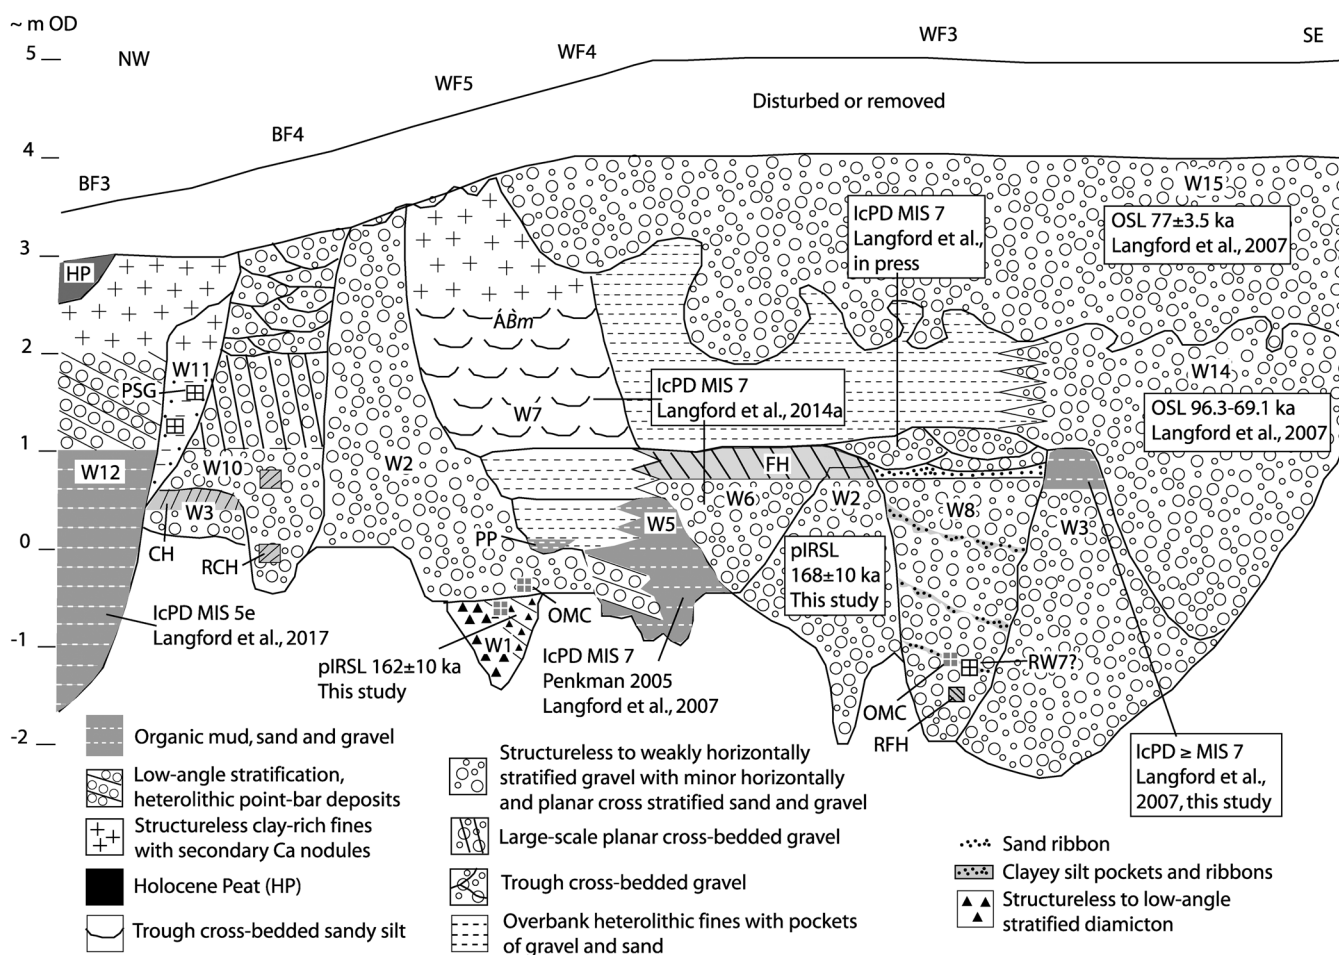 ~ m OD
5
NW
BF3
BF4
WF5
WF4
WF3
SE
Disturbed or removed
4
3
2
1
0
-1
-2
HP
W15
OSL 77±3.5 ka
Langford et al., 2007
IcPD MIS 7
Langford et al.,
in press
ÁB̀m
W11
PSG
W7
IcPD MIS 7
Langford et al., 2014a
W14
OSL 96.3-69.1 ka
Langford et al., 2007
W12
W10
W2
FH
W6
W2
W8
W3
W3
W5
CH
RCH
PP
pIRSL
168±10 ka
This study
IcPD MIS 5e
Langford et al., 2017
OMC
W1
pIRSL 162±10 ka
This study
IcPD MIS 7
Penkman 2005
Langford et al., 2007
RW7?
OMC
RFH
IcPD ≥ MIS 7
Langford et al.,
2007, this study
Organic mud, sand and gravel
Low-angle stratification,
heterolithic point-bar deposits
Structureless clay-rich fines
with secondary Ca nodules
Holocene Peat (HP)
Trough cross-bedded sandy silt
Structureless to weakly horizontally
stratified gravel with minor horizontally
and planar cross stratified sand and gravel
Large-scale planar cross-bedded gravel
Trough cross-bedded gravel
Overbank heterolithic fines with pockets
of gravel and sand
Sand ribbon
Clayey silt pockets and ribbons
Structureless to low-angle
stratified diamicton